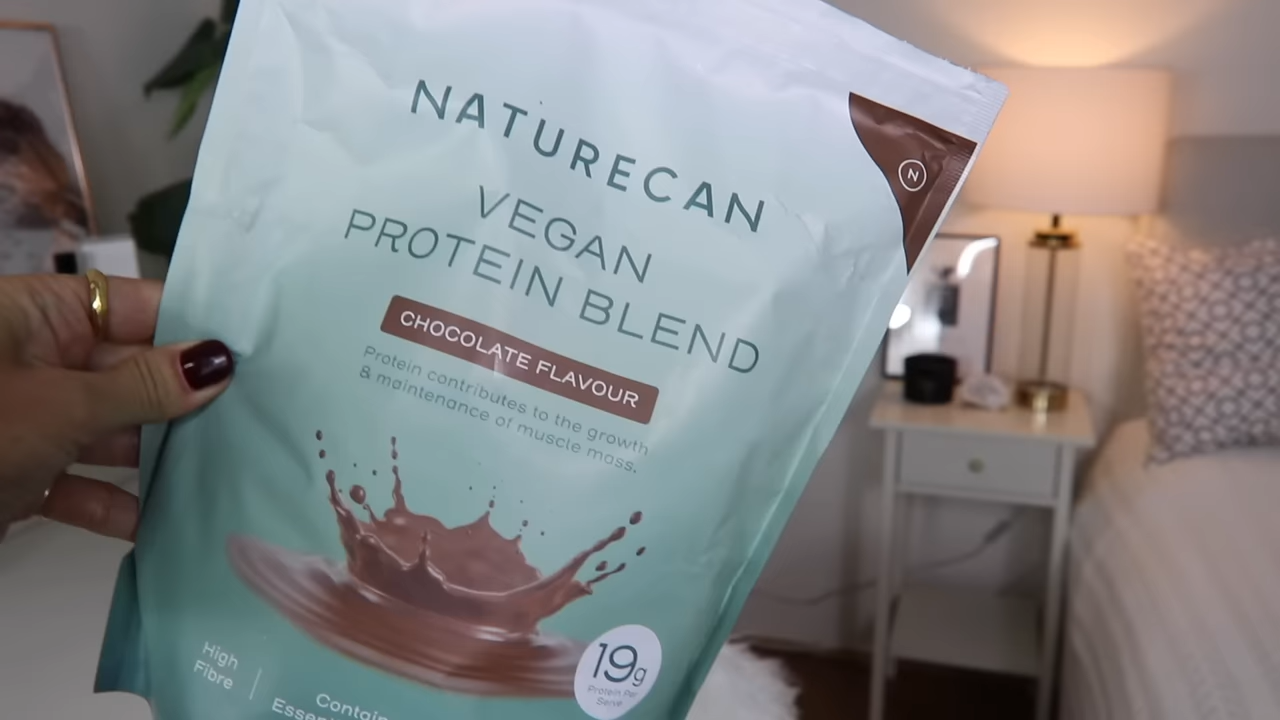 NATURECAN
N
VEGAN
PROTEIN BLEND
CHOCOLATE FLAVOUR
Protein contributes to the growth
& maintenance of muscle mass.
19g
Protein Per
Serve
High
Fibre